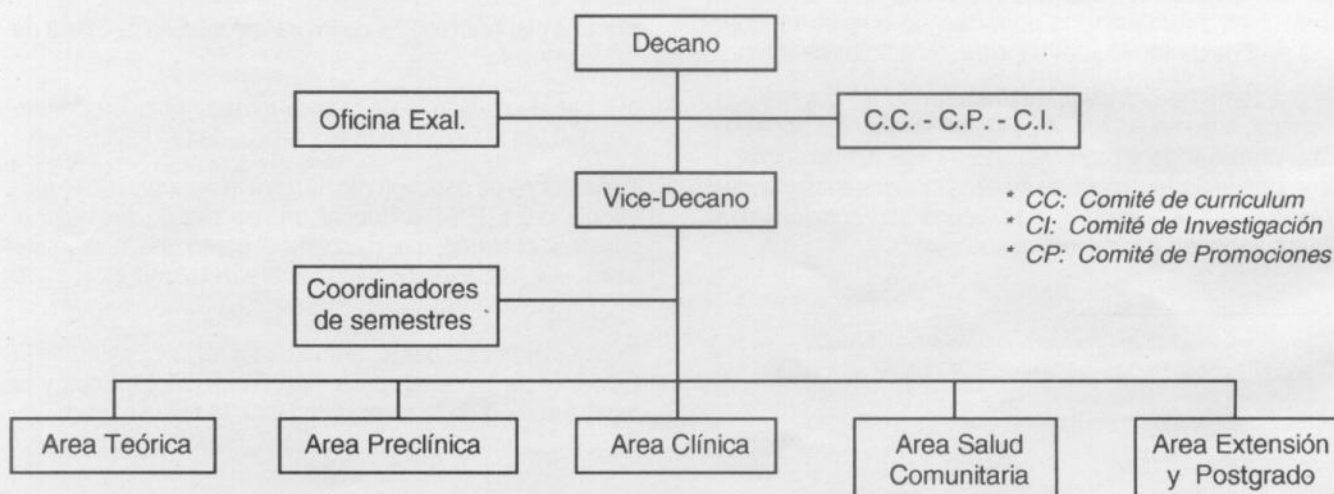 Decano
Oficina Exal.
C.C. - C.P. - C.I.
Vice-Decano
* CC: Comité de curriculum
* CI: Comité de Investigación
* CP: Comité de Promociones
Coordinadores
de semestres
Area Teórica
Area Preclínica
Area Clínica
Area Salud
Comunitaria
Area Extensión
y Postgrado